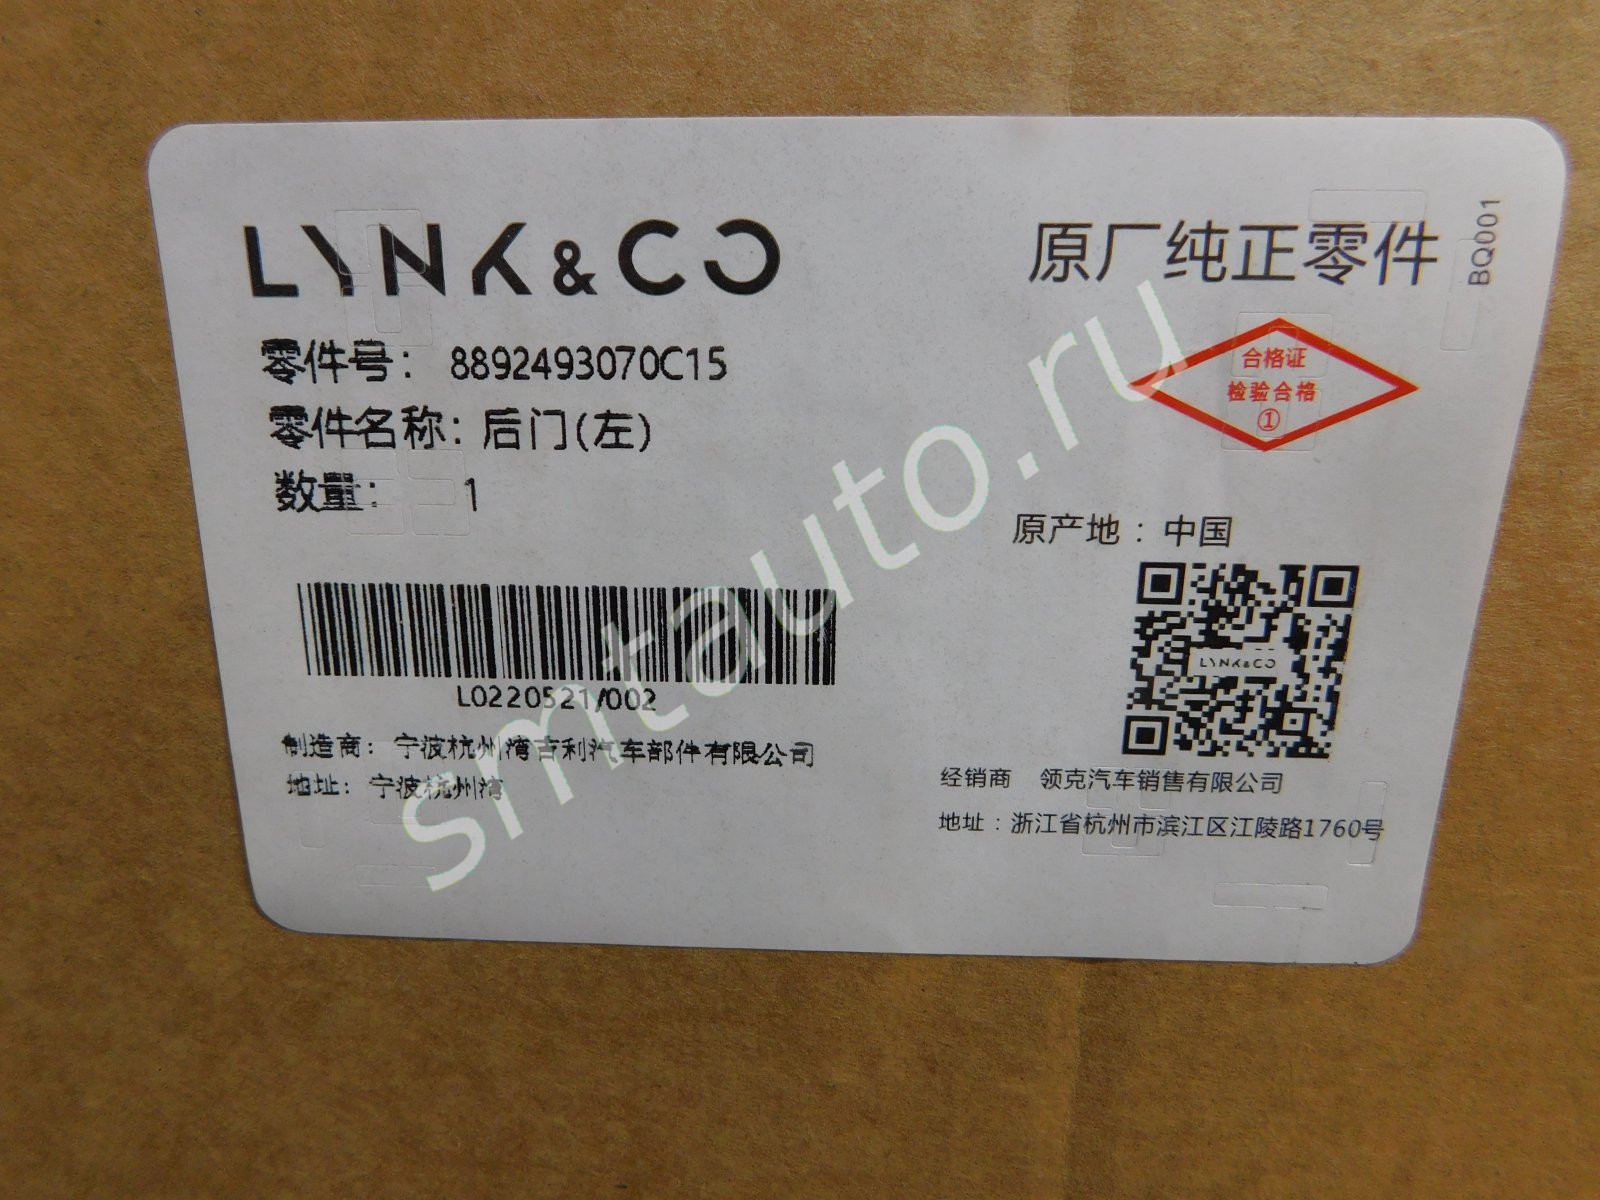 LYNK&CO
原厂纯正零件
BQ001
零件号： 8892493070C15
零件名称：后门(左)
数量： 1
合格证
检验合格
①
原产地：中国
LYNK&CO
L0220521/002
制造商：宁波杭州湾吉利汽车部件有限公司
地址：宁波杭州湾
经销商 领克汽车销售有限公司
地址：浙江省杭州市滨江区江陵路1760号
smtauto.ru